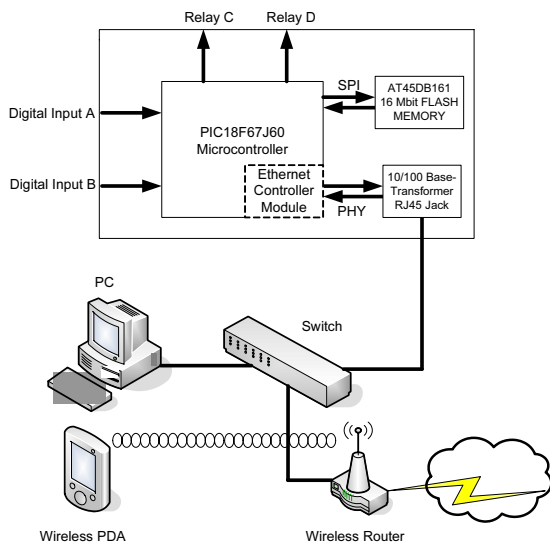 Relay C
Relay D
Digital Input A
Digital Input B
PIC18F67J60
Microcontroller
SPI
AT45DB161
16 Mbit FLASH
MEMORY
Ethernet
Controller
Module
PHY
10/100 Base-
Transformer
RJ45 Jack
PC
Switch
Wireless PDA
Wireless Router